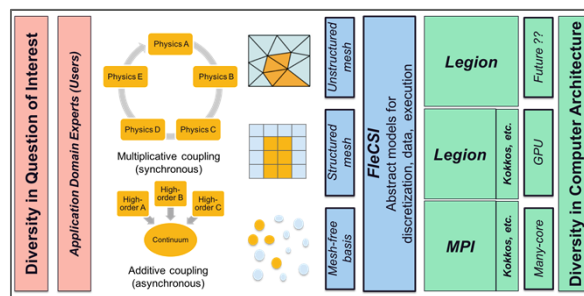 Diversity in Question of Interest
Application Domain Experts (Users)
Physics A
Physics E
Physics B
Physics D
Physics C
Multiplicative coupling
(synchronous)
High-
order A
High-
order B
High-
order C
Continuum
Additive coupling
(asynchronous)
Unstructured
mesh
Structured
mesh
Mesh-free
basis
FleCSI
Abstract models for
discretization, data, execution
Legion
Future ??
Legion
Kokkos, etc.
GPU
MPI
Kokkos, etc.
Many-core
Diversity in Computer Architecture